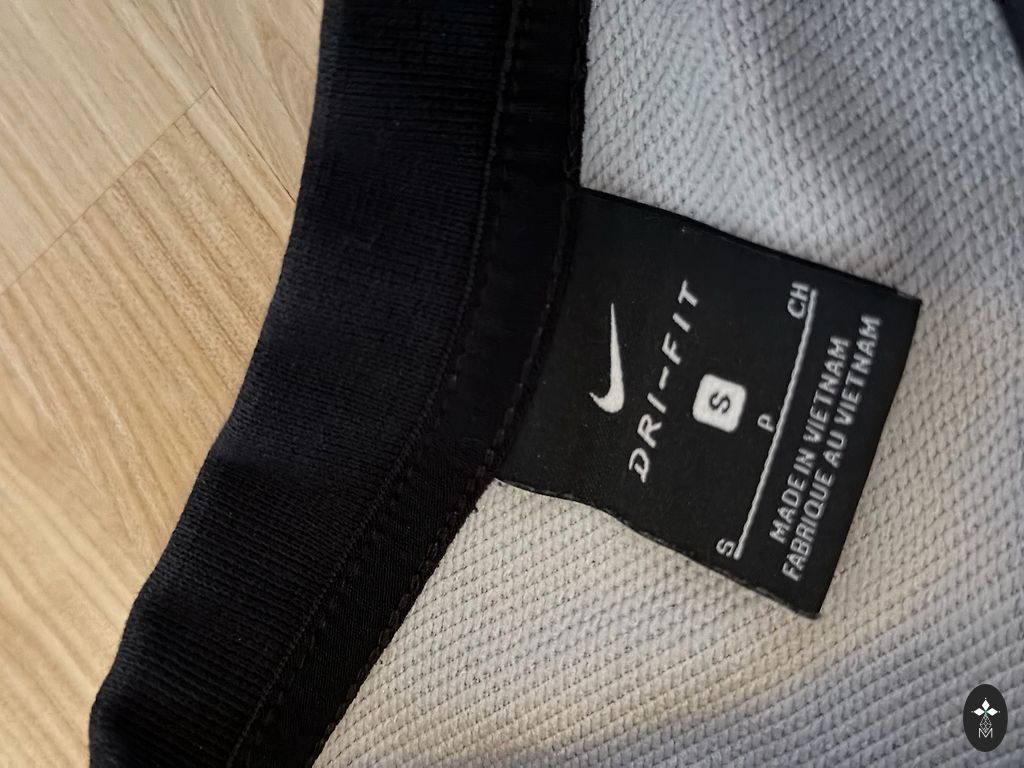 DRI-FIT
S
S P CH
MADE IN VIETNAM
FABRIQUE AU VIETNAM
M